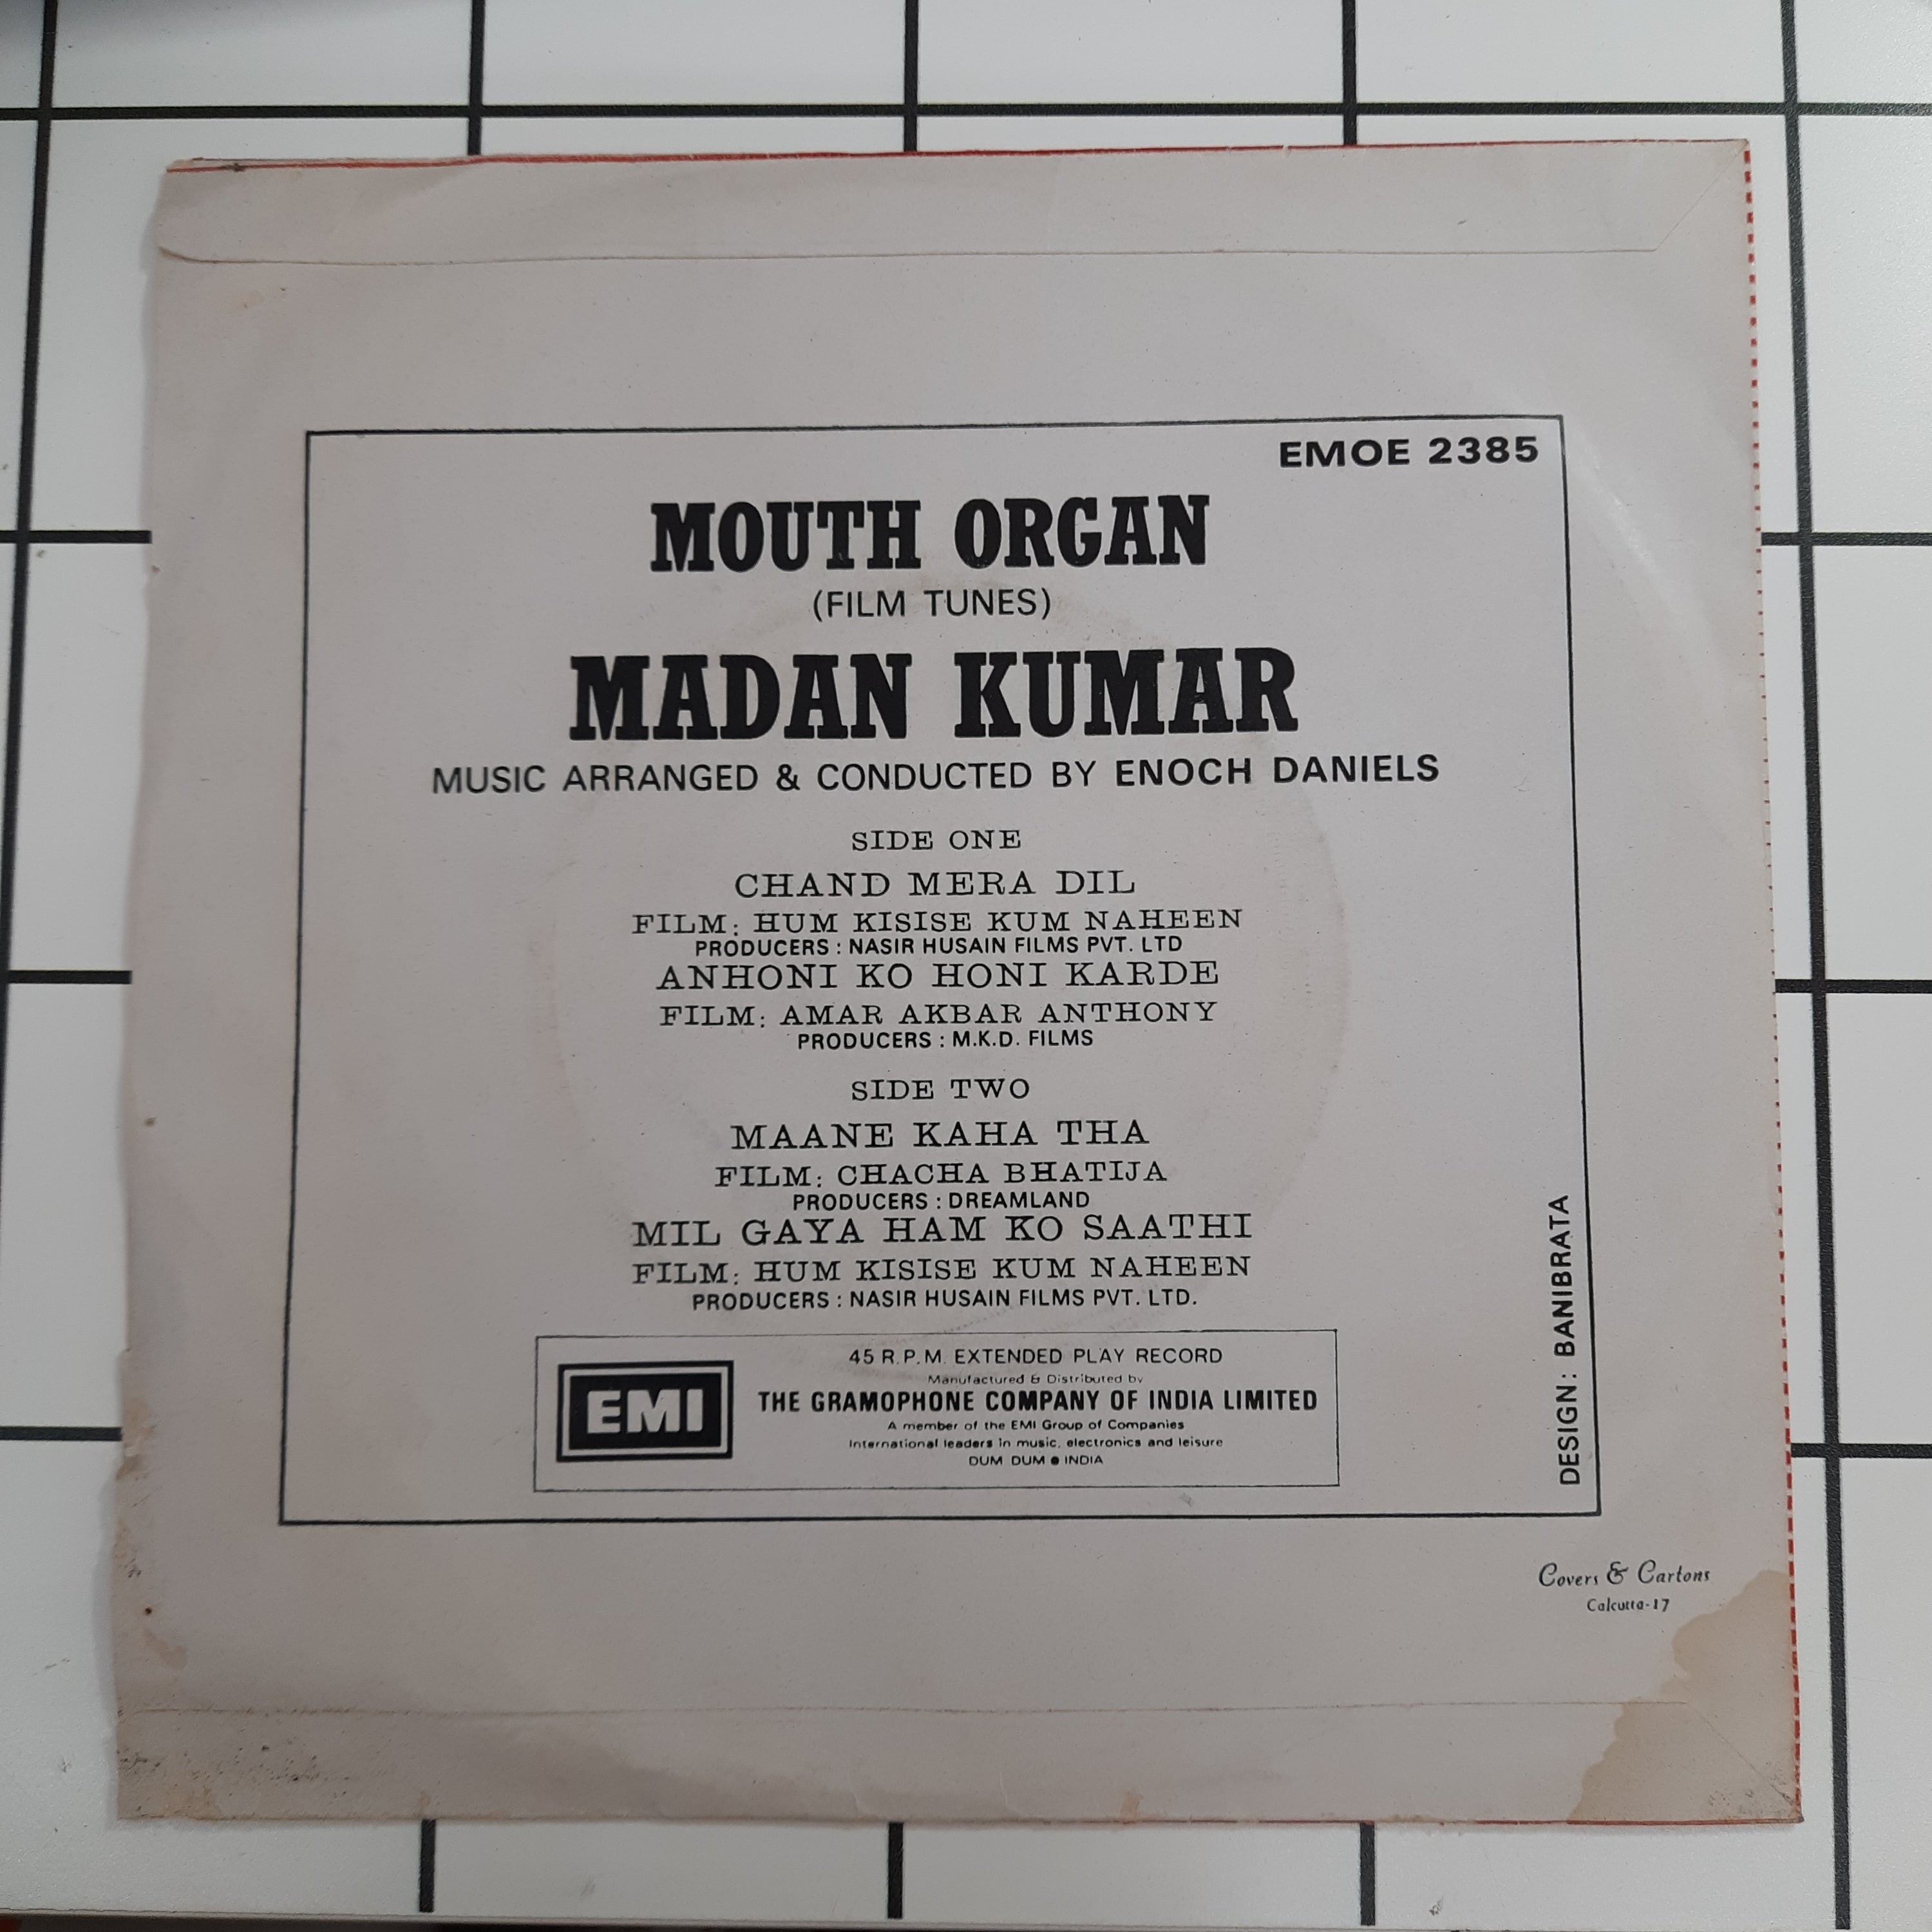 EMOE 2385
MOUTH ORGAN
(FILM TUNES)
MADAN KUMAR
MUSIC ARRANGED & CONDUCTED BY ENOCH DANIELS
SIDE ONE
CHAND MERA DIL
FILM: HUM KISISE KUM NAHEEN
PRODUCERS : NASIR HUSAIN FILMS PVT. LTD
ANHONI KO HONI KARDE
FILM: AMAR AKBAR ANTHONY
PRODUCERS : M.K.D. FILMS
SIDE TWO
MAANE KAHA THA
FILM: CHACHA BHATIJA
PRODUCERS : DREAMLAND
MIL GAYA HAM KO SAATHI
FILM: HUM KISISE KUM NAHEEN
PRODUCERS : NASIR HUSAIN FILMS PVT. LTD.
EMI
45 R.P.M. EXTENDED PLAY RECORD
Manufactured & Distributed by
THE GRAMOPHONE COMPANY OF INDIA LIMITED
A member of the EMI Group of Companies
International leaders in music, electronics and leisure
DUM DUM ● INDIA
DESIGN: BANIBRATA
Covers & Cartons
Calcutta-17